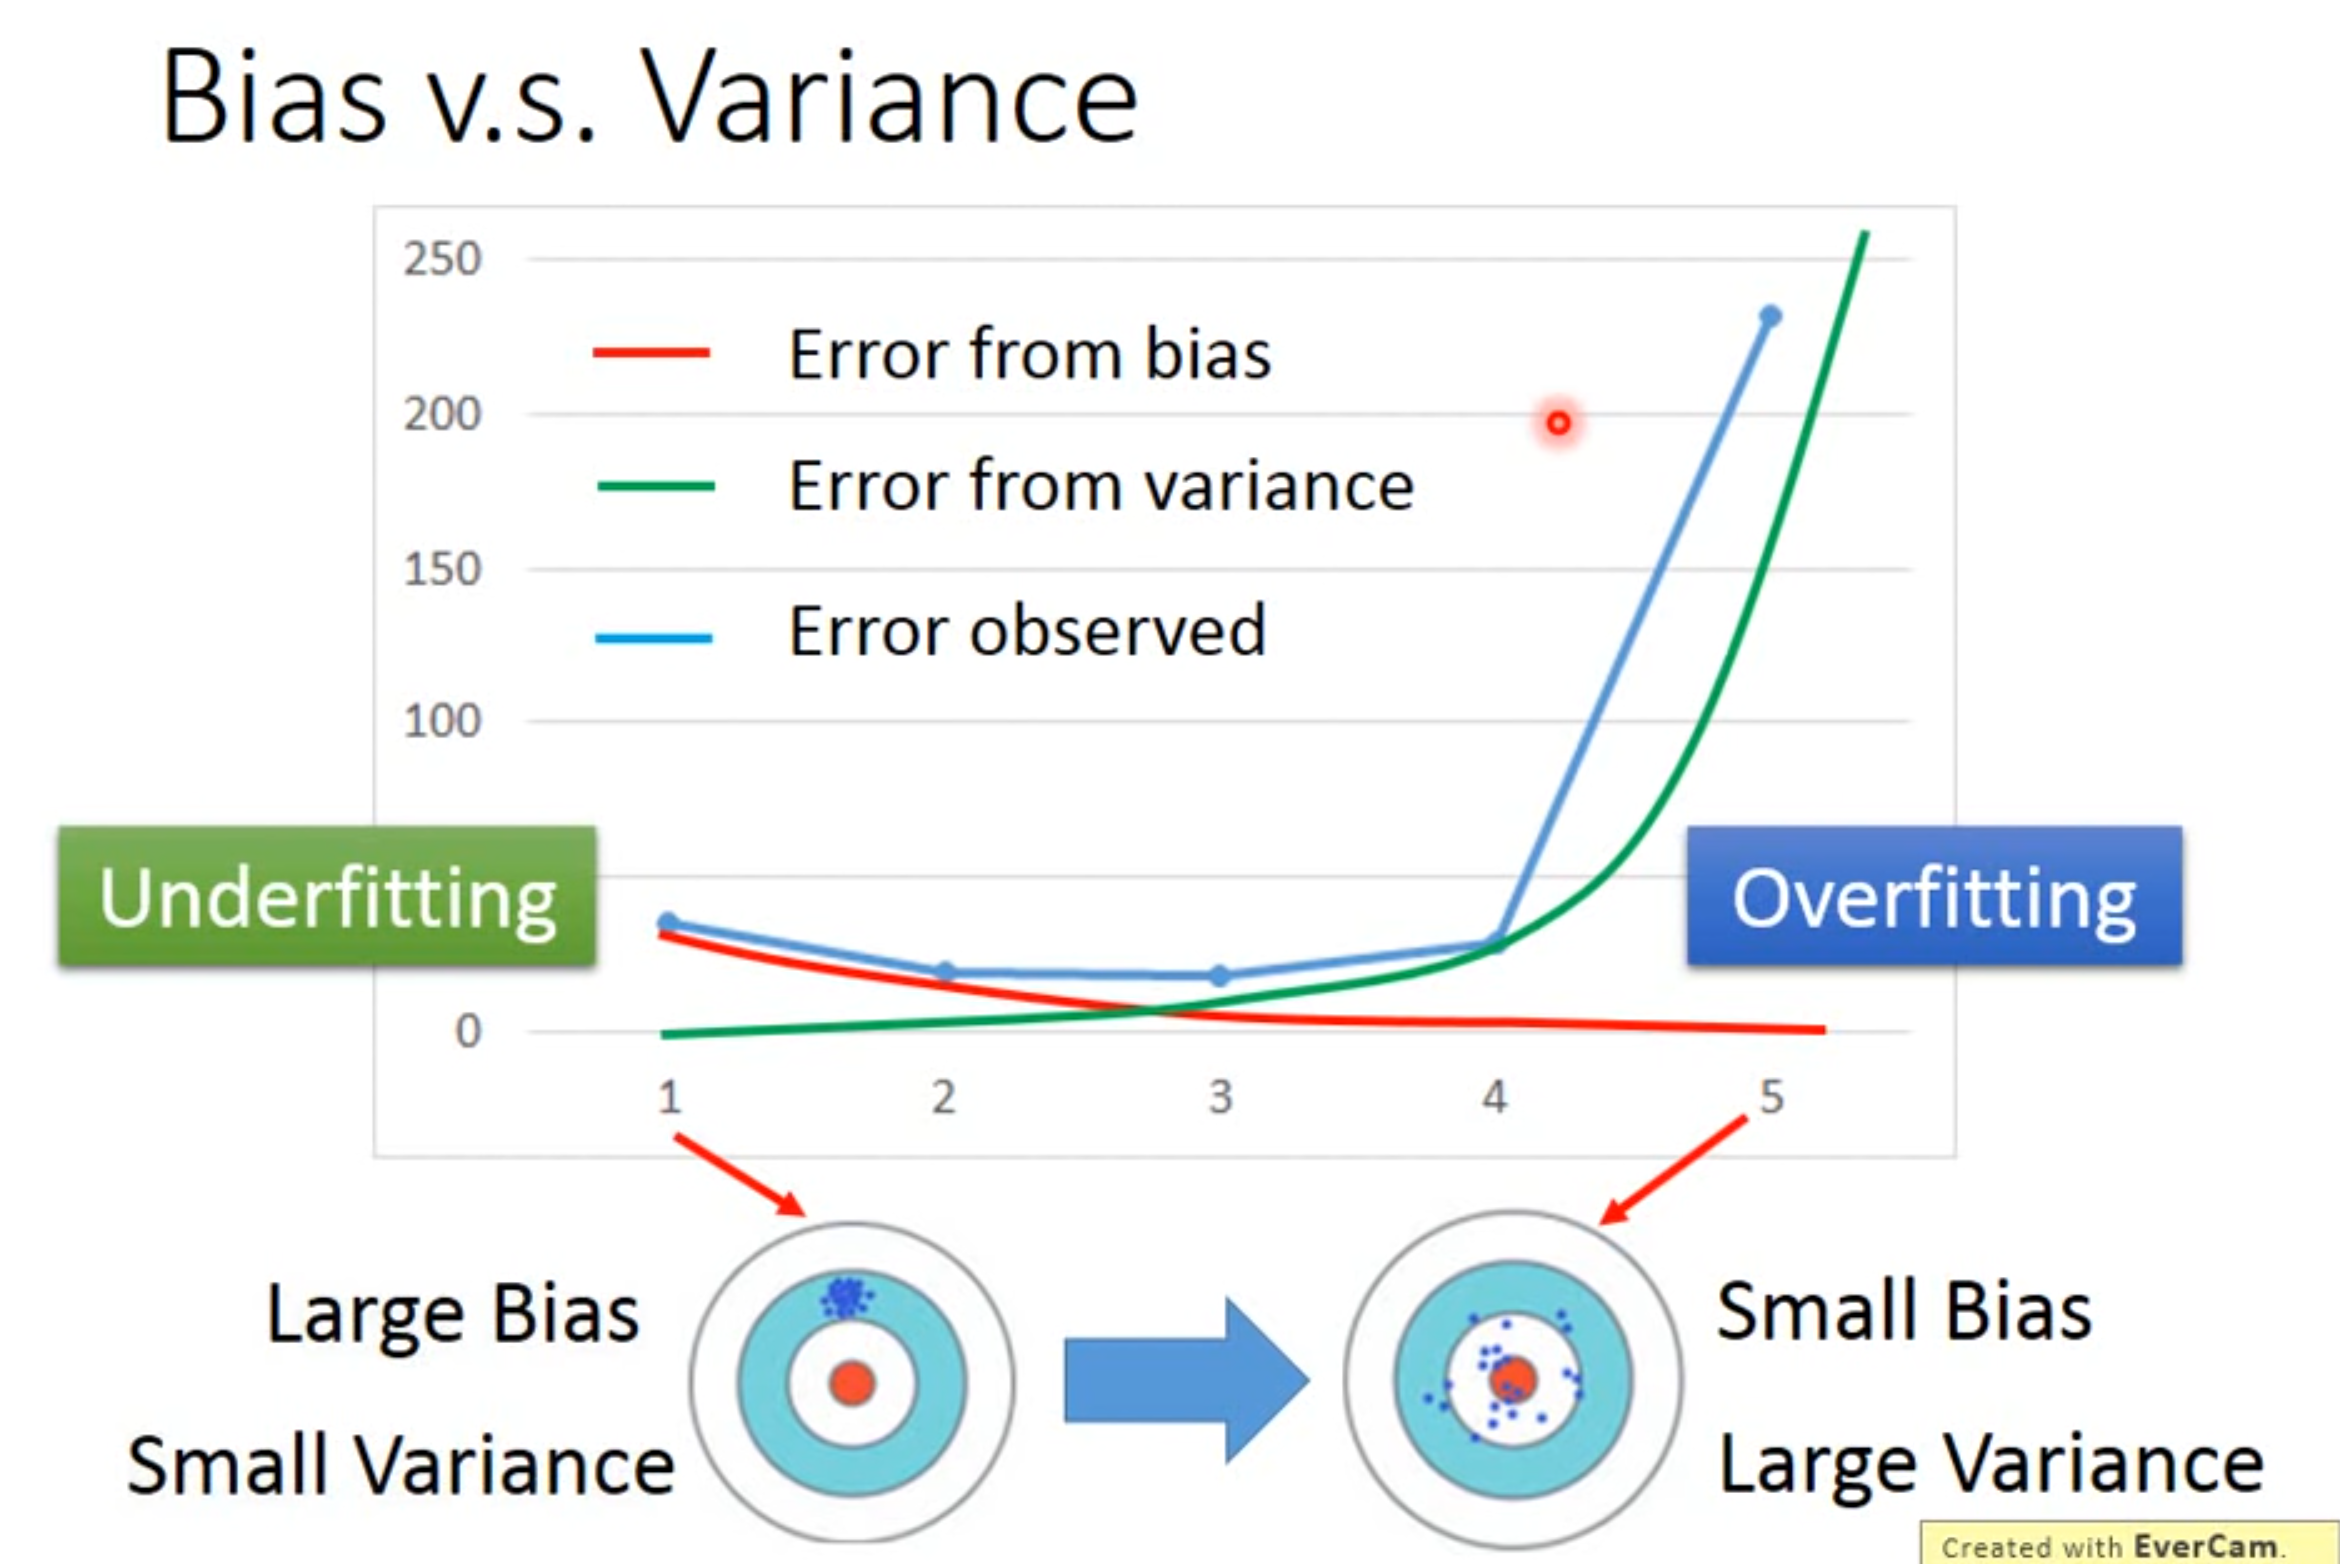 Bias v.s. Variance
250
Error from bias
200
Error from variance
150
Error observed
100
Underfitting
Overfitting
0
1 2 3 4 5
Large Bias
Small Variance
Small Bias
Large Variance
Created with EverCam.